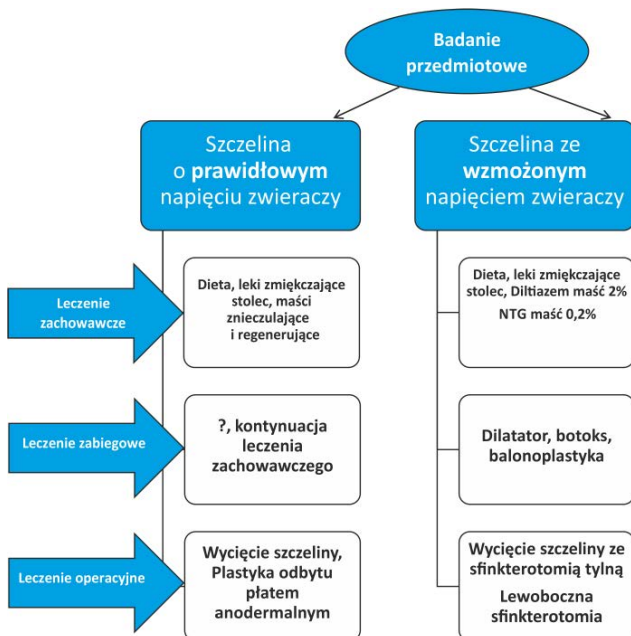 Badanie
przedmiotowe
Szczelina
o prawidłowym
napięciu zwieraczy
Szczelina ze
wzmożonym
napięciem zwieraczy
Leczenie
zachowawcze
Dieta, leki zmiękczające
stolec, maści
znieczulające
i regenerujące
Dieta, leki zmiękczające
stolec, Diltiazem maść 2%
NTG maść 0,2%
Leczenie zabiegowe
?, kontynuacja
leczenia
zachowawczego
Dilatator, botoks,
balonoplastyka
Leczenie operacyjne
Wycięcie szczeliny,
Plastyka odbytu
płatem
anodermalnym
Wycięcie szczeliny ze
sfinkterotomią tylną
Lewoboczna
sfinkterotomia